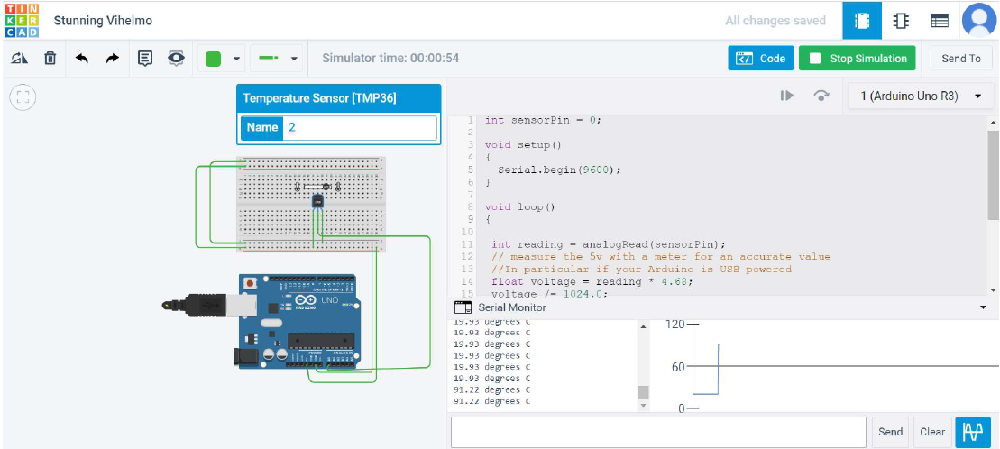 TIN
KER
CAD
Stunning Vihelmo
All changes saved
Simulator time: 00:00:54
Code
Stop Simulation
Send To
Temperature Sensor [TMP36]
Name 2
1 (Arduino Uno R3)
1 int sensorPin = 0;
2
3 void setup()
4 {
5 Serial.begin(9600);
6 }
7
8 void loop()
9 {
10
11 int reading = analogRead(sensorPin);
12 // measure the 5v with a meter for an accurate value
13 //In particular if your Arduino is USB powered
14 float voltage = reading * 4.68;
15 voltage /= 1024.0;
UNO
ARDUINO
POWER
ANALOG IN
Serial Monitor
19.93 degrees C
19.93 degrees C
19.93 degrees C
19.93 degrees C
19.93 degrees C
19.93 degrees C
91.22 degrees C
91.22 degrees C
120
60
0
Send
Clear